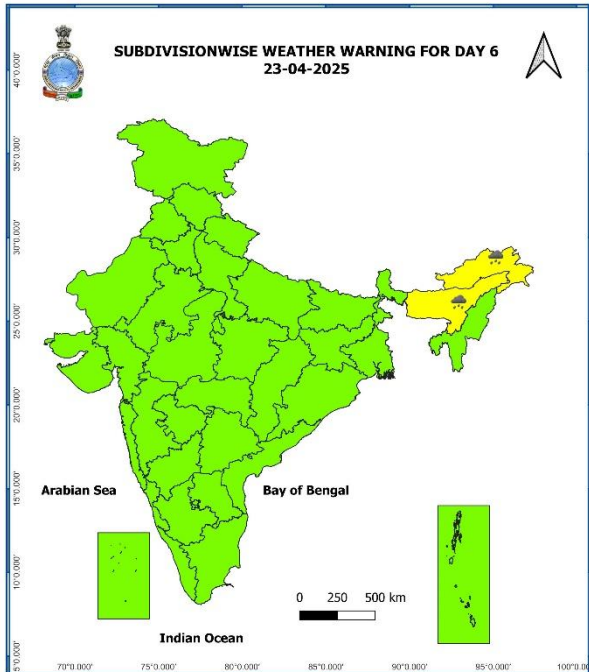 SUBDIVISIONWISE WEATHER WARNING FOR DAY 6
23-04-2025
40°0.000'
35°0.000'
30°0.000'
25°0.000'
20°0.000'
15°0.000'
10°0.000'
5°0.000'
Arabian Sea
Bay of Bengal
0 250 500 km
Indian Ocean
70°0.000' 75°0.000' 80°0.000' 85°0.000' 90°0.000' 95°0.000' 100°0.000'